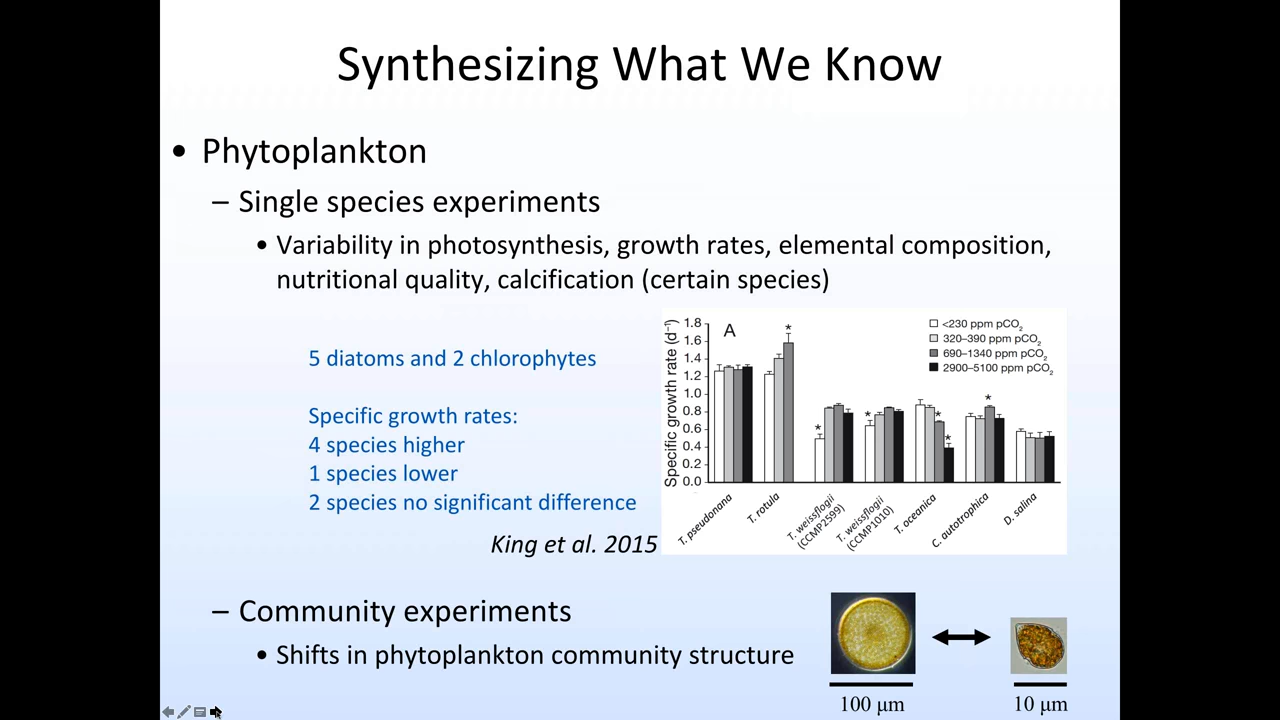 Synthesizing What We Know
• Phytoplankton
– Single species experiments
• Variability in photosynthesis, growth rates, elemental composition,
nutritional quality, calcification (certain species)
5 diatoms and 2 chlorophytes
Specific growth rates:
4 species higher
1 species lower
2 species no significant difference
King et al. 2015
Specific growth rate (d⁻¹)
1.8
1.6
1.4
1.2
1.0
0.8
0.6
0.4
0.2
0.0
A
* * * * * *
<230 ppm pCO₂
320–390 ppm pCO₂
690–1340 ppm pCO₂
2900–5100 ppm pCO₂
T. pseudonana
T. rotula
T. weissflogii
(CCMP2599)
T. weissflogii
(CCMP1010)
T. oceanica
C. autotrophica
D. salina
– Community experiments
• Shifts in phytoplankton community structure
100 μm
10 μm